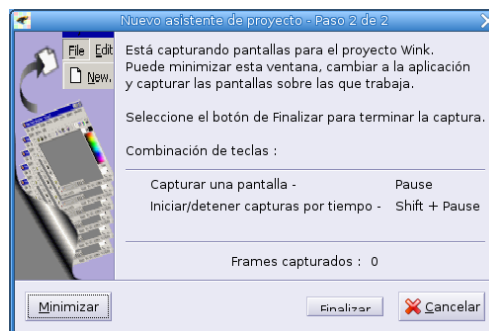 Nuevo asistente de proyecto - Paso 2 de 2
File Edit
New.
Está capturando pantallas para el proyecto Wink.
Puede minimizar esta ventana, cambiar a la aplicación
y capturar las pantallas sobre las que trabaja.
Seleccione el botón de Finalizar para terminar la captura.
Combinación de teclas :
Capturar una pantalla - Pause
Iniciar/detener capturas por tiempo - Shift + Pause
Frames capturados : 0
Minimizar Finalizar Cancelar